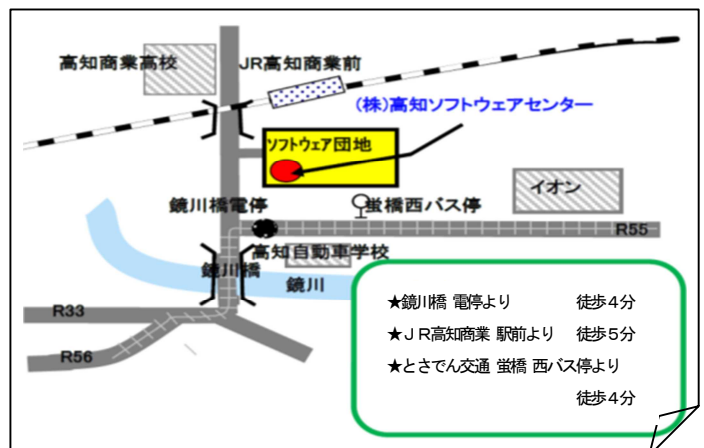 高知商業高校
JR高知商業前
(株)高知ソフトウェアセンター
ソフトウェア団地
イオン
鏡川橋電停
蛍橋西バス停
R55
高知自動車学校
鏡川橋
鏡川
R33
R56
★鏡川橋 電停より 徒歩4分
★JR高知商業 駅前より 徒歩5分
★とさでん交通 蛍橋 西バス停より
徒歩4分